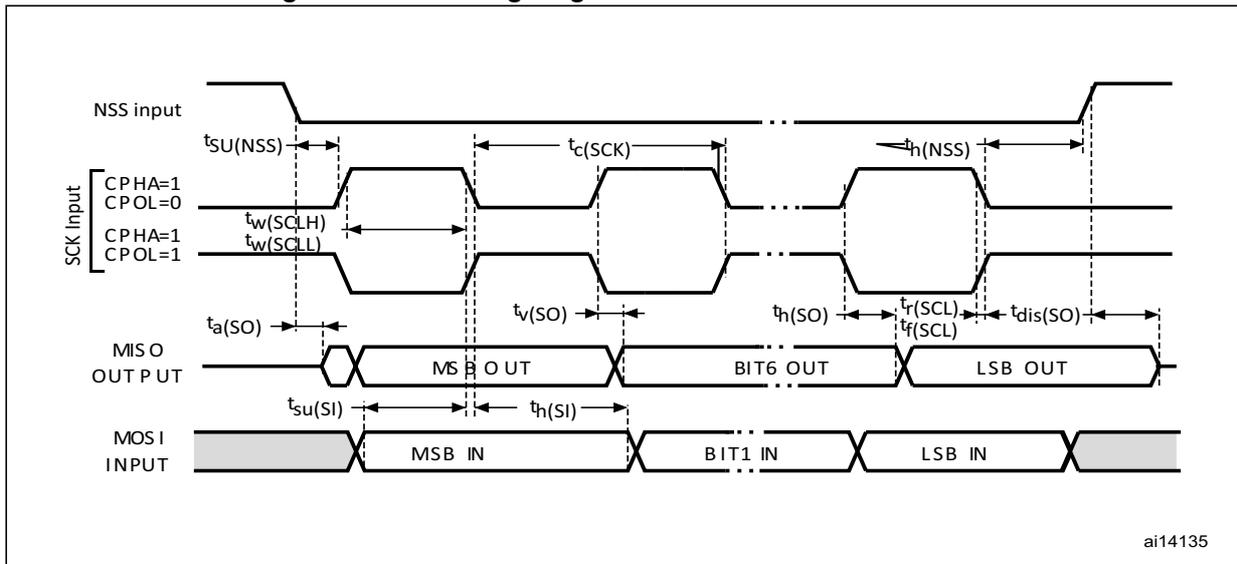 NSS input
tSU(NSS)
tc(SCK)
th(NSS)
SCK Input
CPHA=1
CPOL=0
tw(SCLH)
CPHA=1
tw(SCLL)
CPOL=1
ta(SO)
tv(SO)
th(SO)
tr(SCL)
tf(SCL)
tdis(SO)
MISO
OUTPUT
MSB OUT
BIT6 OUT
LSB OUT
tsu(SI)
th(SI)
MOSI
INPUT
MSB IN
BIT1 IN
LSB IN
ai14135